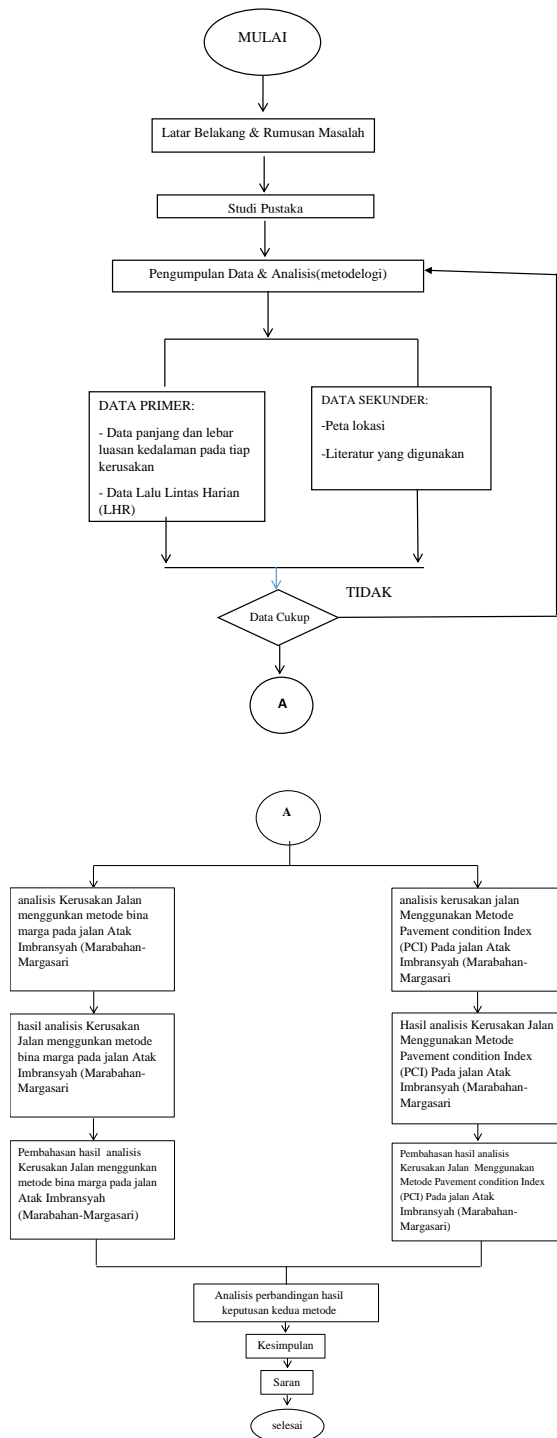 MULAI
Latar Belakang & Rumusan Masalah
Studi Pustaka
Pengumpulan Data & Analisis(metodelogi)
DATA PRIMER:
- Data panjang dan lebar
luasan kedalaman pada tiap
kerusakan
- Data Lalu Lintas Harian
(LHR)
DATA SEKUNDER:
-Peta lokasi
-Literatur yang digunakan
TIDAK
Data Cukup
A
A
analisis Kerusakan Jalan
menggunkan metode bina
marga pada jalan Atak
Imbransyah (Marabahan-
Margasari
analisis kerusakan jalan
Menggunakan Metode
Pavement condition Index
(PCI) Pada jalan Atak
Imbransyah (Marabahan-
Margasari
hasil analisis Kerusakan
Jalan menggunkan metode
bina marga pada jalan Atak
Imbransyah (Marabahan-
Margasari
Hasil analisis Kerusakan Jalan
Menggunakan Metode
Pavement condition Index
(PCI) Pada jalan Atak
Imbransyah (Marabahan-
Margasari
Pembahasan hasil analisis
Kerusakan Jalan menggunkan
metode bina marga pada jalan
Atak Imbransyah
(Marabahan-Margasari)
Pembahasan hasil analisis
Kerusakan Jalan Menggunakan
Metode Pavement condition Index
(PCI) Pada jalan Atak
Imbransyah (Marabahan-
Margasari)
Analisis perbandingan hasil
keputusan kedua metode
Kesimpulan
Saran
selesai